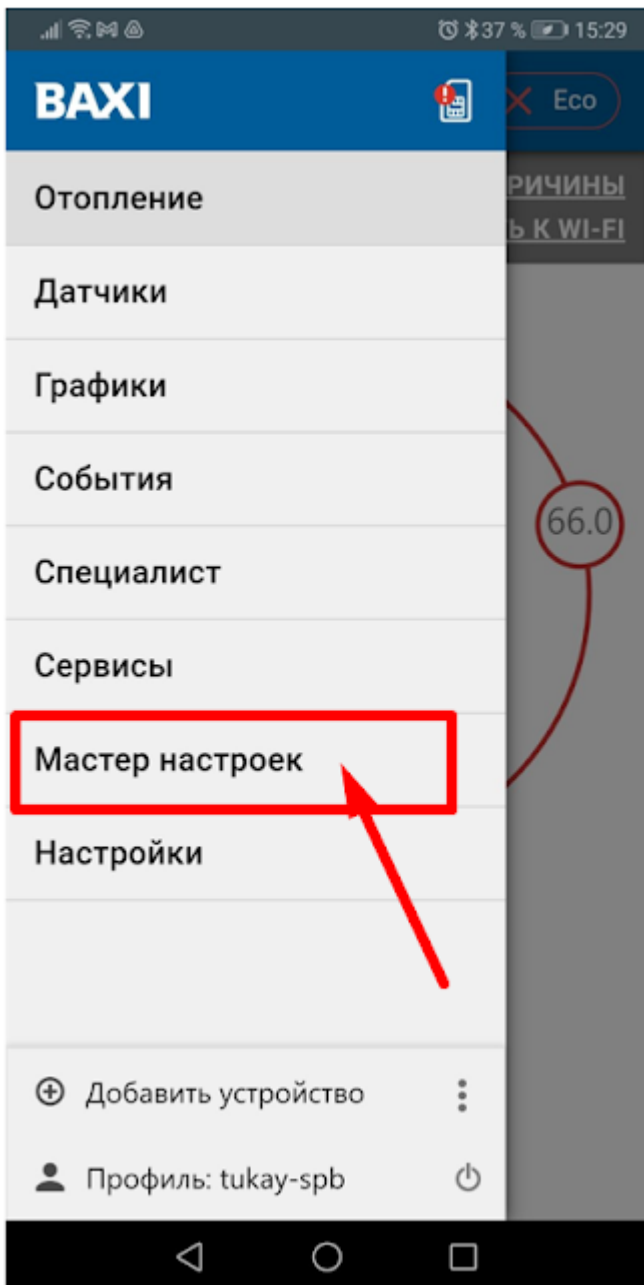 37 % 15:29
BAXI
Eco
Отопление
РИЧИНЫ
Ь К WI-FI
Датчики
Графики
События
66.0
Специалист
Сервисы
Мастер настроек
Настройки
Добавить устройство
Профиль: tukay-spb